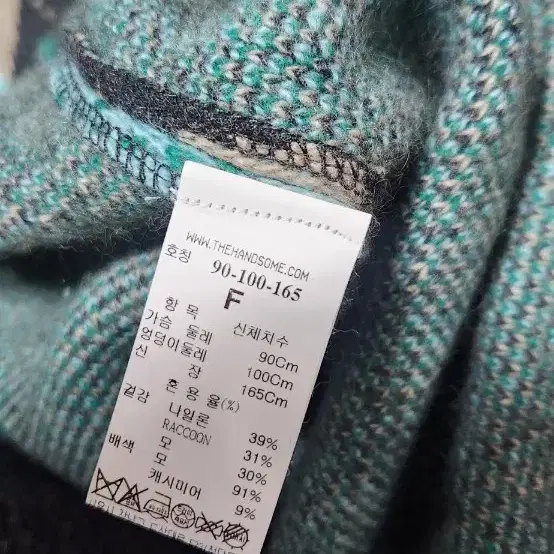 WWW.THEHANDSOME.COM
호칭 90-100-165
F
항 목 신체치수
가슴 둘레 90Cm
엉덩이둘레 100Cm
신 장 165Cm
혼 용 율(%)
겉감 나일론 39%
RACCOON 31%
모 30%
배색 모 91%
캐시미어 9%